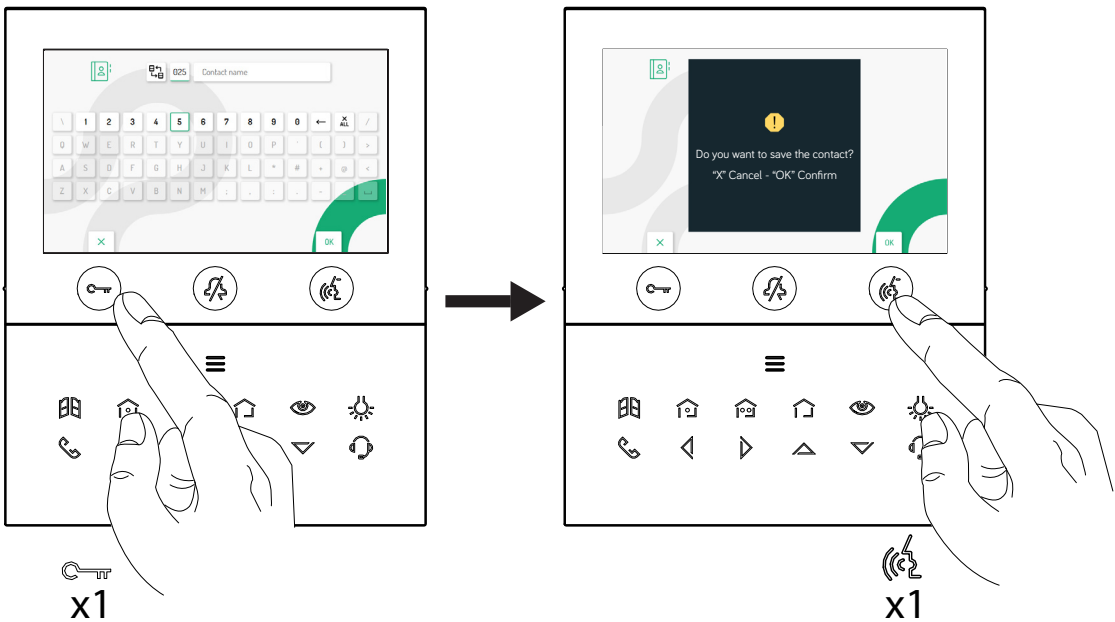 025 Contact name
\ 1 2 3 4 5 6 7 8 9 0 ← X ALL /
Q W E R T Y U I O P ` [ ] >
A S D F G H J K L * # + @ <
Z X C V B N M ; , : . -
X OK
x1
Do you want to save the contact?
“X” Cancel - “OK” Confirm
X OK
x1